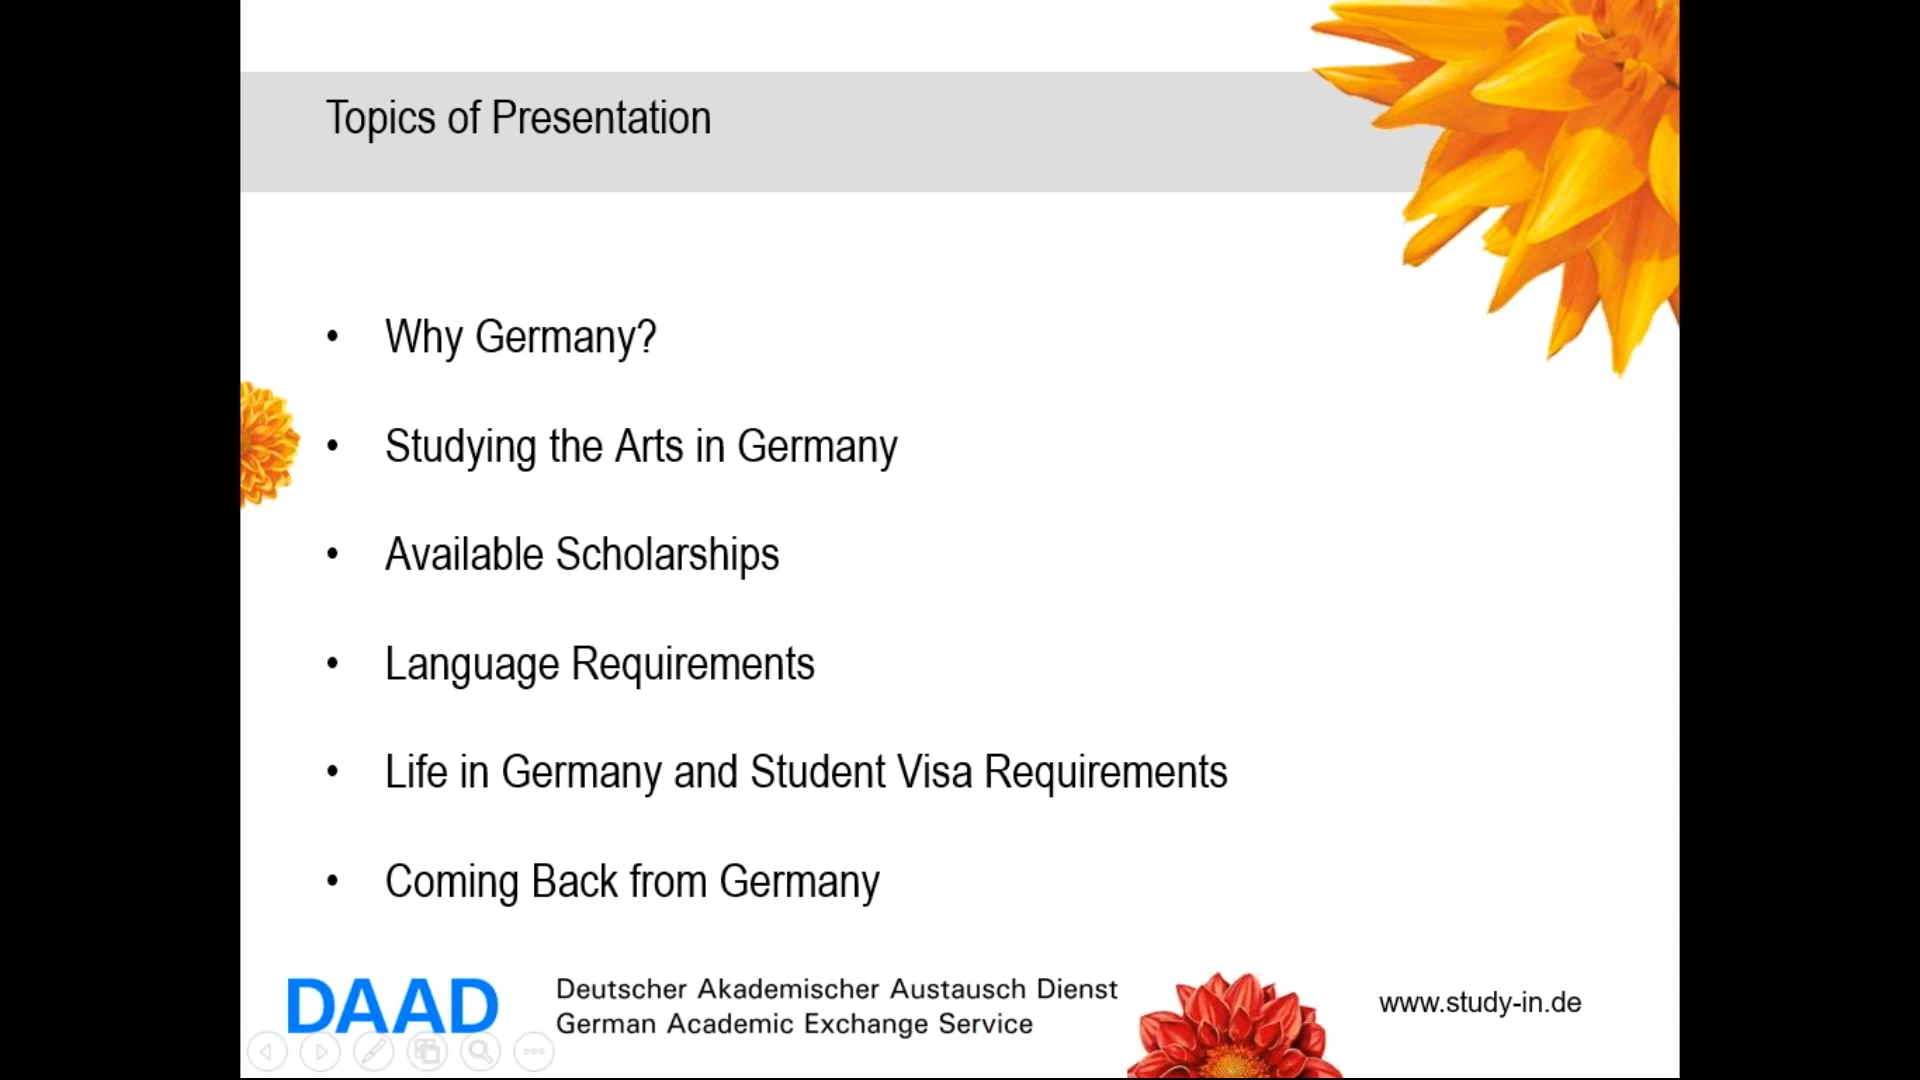 Topics of Presentation
• Why Germany?
• Studying the Arts in Germany
• Available Scholarships
• Language Requirements
• Life in Germany and Student Visa Requirements
• Coming Back from Germany
DAAD
Deutscher Akademischer Austausch Dienst
German Academic Exchange Service
www.study-in.de